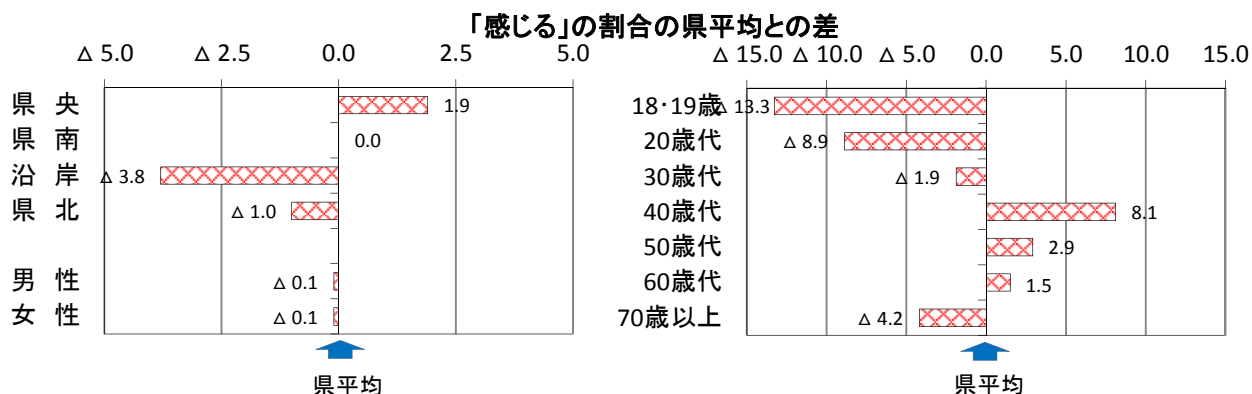 「感じる」の割合の県平均との差
△ 5.0 △ 2.5 0.0 2.5 5.0
県 央 1.9
県 南 0.0
沿 岸 △ 3.8
県 北 △ 1.0
男 性 △ 0.1
女 性 △ 0.1
県平均
△ 15.0 △ 10.0 △ 5.0 0.0 5.0 10.0 15.0
18･19歳 △ 13.3
20歳代 △ 8.9
30歳代 △ 1.9
40歳代 8.1
50歳代 2.9
60歳代 1.5
70歳以上 △ 4.2
県平均